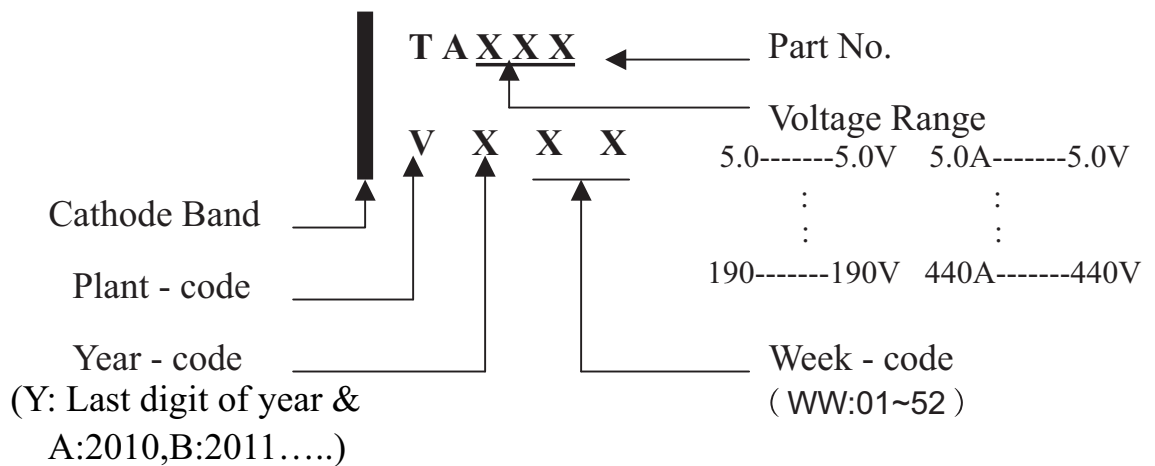 T A X X X
Part No.
Voltage Range
V X X X
5.0-------5.0V 5.0A-------5.0V
: :
: :
190-------190V 440A-------440V
Cathode Band
Plant - code
Year - code
(Y: Last digit of year &
A:2010,B:2011…..)
Week - code
（WW:01~52）